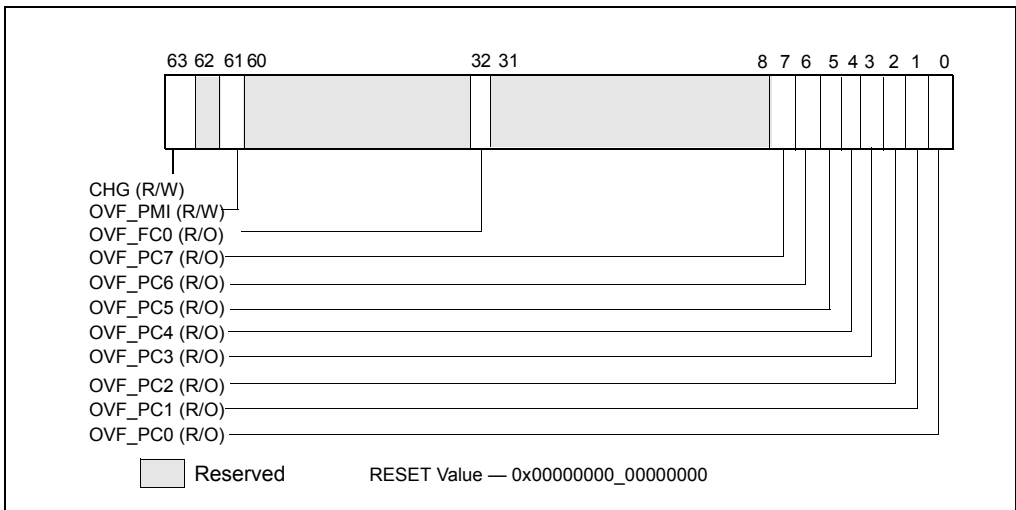 63 62 61 60 32 31 8 7 6 5 4 3 2 1 0
CHG (R/W)
OVF_PMI (R/W)
OVF_FC0 (R/O)
OVF_PC7 (R/O)
OVF_PC6 (R/O)
OVF_PC5 (R/O)
OVF_PC4 (R/O)
OVF_PC3 (R/O)
OVF_PC2 (R/O)
OVF_PC1 (R/O)
OVF_PC0 (R/O)
Reserved RESET Value — 0x00000000_00000000